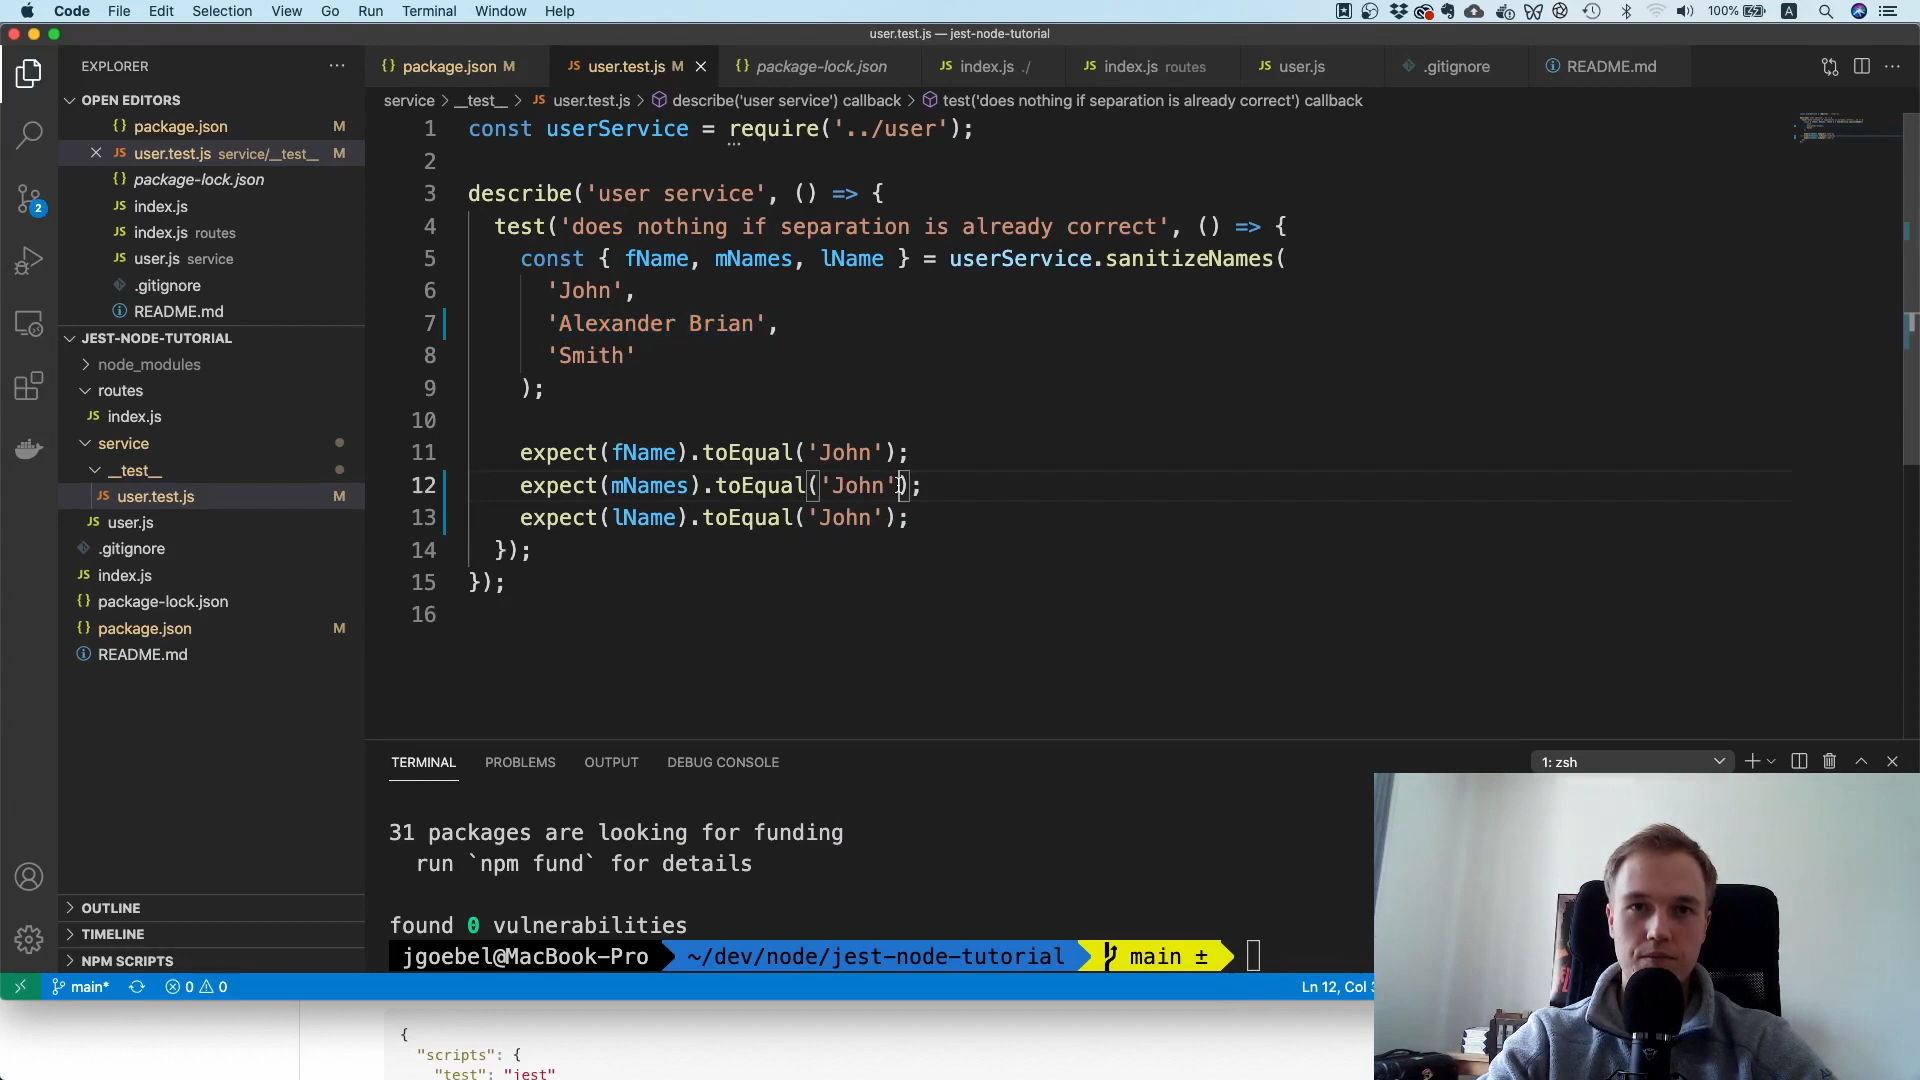 Code File Edit Selection View Go Run Terminal Window Help 100% A
user.test.js — jest-node-tutorial
EXPLORER
package.json M
user.test.js M
package-lock.json
index.js ./
index.js routes
user.js
.gitignore
README.md
service > __test__ > JS user.test.js > describe('user service') callback > test('does nothing if separation is already correct') callback
OPEN EDITORS
{} package.json M
JS user.test.js service/__test__ M
{} package-lock.json
JS index.js
JS index.js routes
JS user.js service
.gitignore
README.md
JEST-NODE-TUTORIAL
node_modules
routes
JS index.js
service
__test__
JS user.test.js
JS user.js
.gitignore
JS index.js
{} package-lock.json
{} package.json M
README.md
OUTLINE
TIMELINE
NPM SCRIPTS
2
1 const userService = require('../user');
2
3 describe('user service', () => {
4 test('does nothing if separation is already correct', () => {
5 const { fName, mNames, lName } = userService.sanitizeNames(
6 'John',
7 'Alexander Brian',
8 'Smith'
9 );
10
11 expect(fName).toEqual('John');
12 expect(mNames).toEqual('John');
13 expect(lName).toEqual('John');
14 });
15 });
16
TERMINAL PROBLEMS OUTPUT DEBUG CONSOLE 1: zsh
31 packages are looking for funding
run `npm fund` for details
found 0 vulnerabilities
jgoebel@MacBook-Pro ~/dev/node/jest-node-tutorial main ±
main* 0 0 Ln 12, Col
{
"scripts": {
"test": "jest"